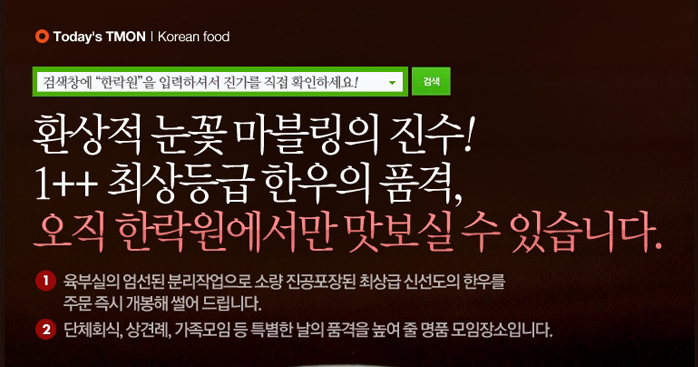 Today's TMON | Korean food
검색창에 "한락원"을 입력하셔서 진가를 직접 확인하세요! 검색
환상적 눈꽃 마블링의 진수!
1++ 최상등급 한우의 품격,
오직 한락원에서만 맛보실 수 있습니다.
1 육부실의 엄선된 분리작업으로 소량 진공포장된 최상급 신선도의 한우를
주문 즉시 개봉해 썰어 드립니다.
2 단체회식, 상견례, 가족모임 등 특별한 날의 품격을 높여 줄 명품 모임장소입니다.